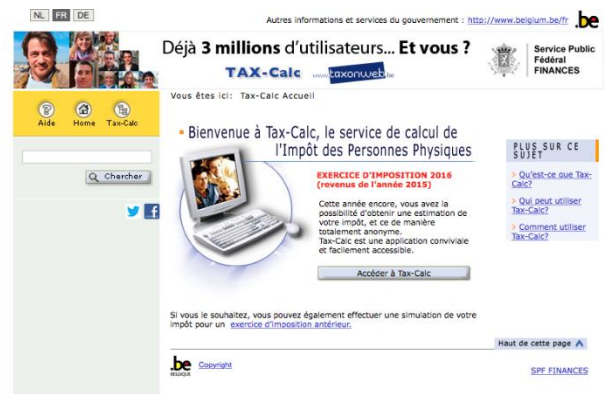 NL FR DE
Autres informations et services du gouvernement : http://www.belgium.be/fr .be
Déjà 3 millions d'utilisateurs... Et vous ?
TAX-Calc www.taxonweb.be
Service Public
Fédéral
FINANCES
Vous êtes ici: Tax-Calc Accueil
Aide Home Tax-Calc
Chercher
Bienvenue à Tax-Calc, le service de calcul de
l'Impôt des Personnes Physiques
EXERCICE D'IMPOSITION 2016
(revenus de l'année 2015)
Cette année encore, vous avez la
possibilité d'obtenir une estimation de
votre impôt, et ce de manière
totalement anonyme.
Tax-Calc est une application conviviale
et facilement accessible.
Accéder à Tax-Calc
PLUS SUR CE
SUJET
> Qu'est-ce que Tax-
Calc?
> Qui peut utiliser
Tax-Calc?
> Comment utiliser
Tax-Calc?
Si vous le souhaitez, vous pouvez également effectuer une simulation de votre
impôt pour un exercice d'imposition antérieur.
Haut de cette page
.be
BELGIQUE
Copyright
SPF FINANCES